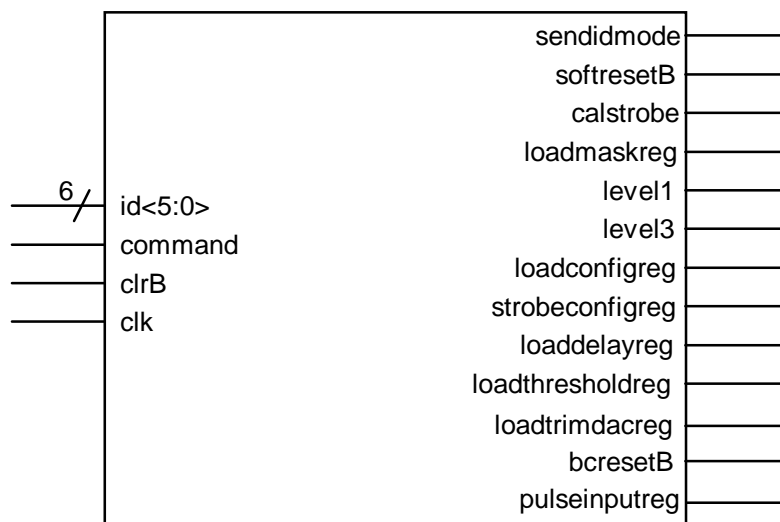 6
id<5:0>
command
clrB
clk
sendidmode
softresetB
calstrobe
loadmaskreg
level1
level3
loadconfigreg
strobeconfigreg
loaddelayreg
loadthresholdreg
loadtrimdacreg
bcresetB
pulseinputreg